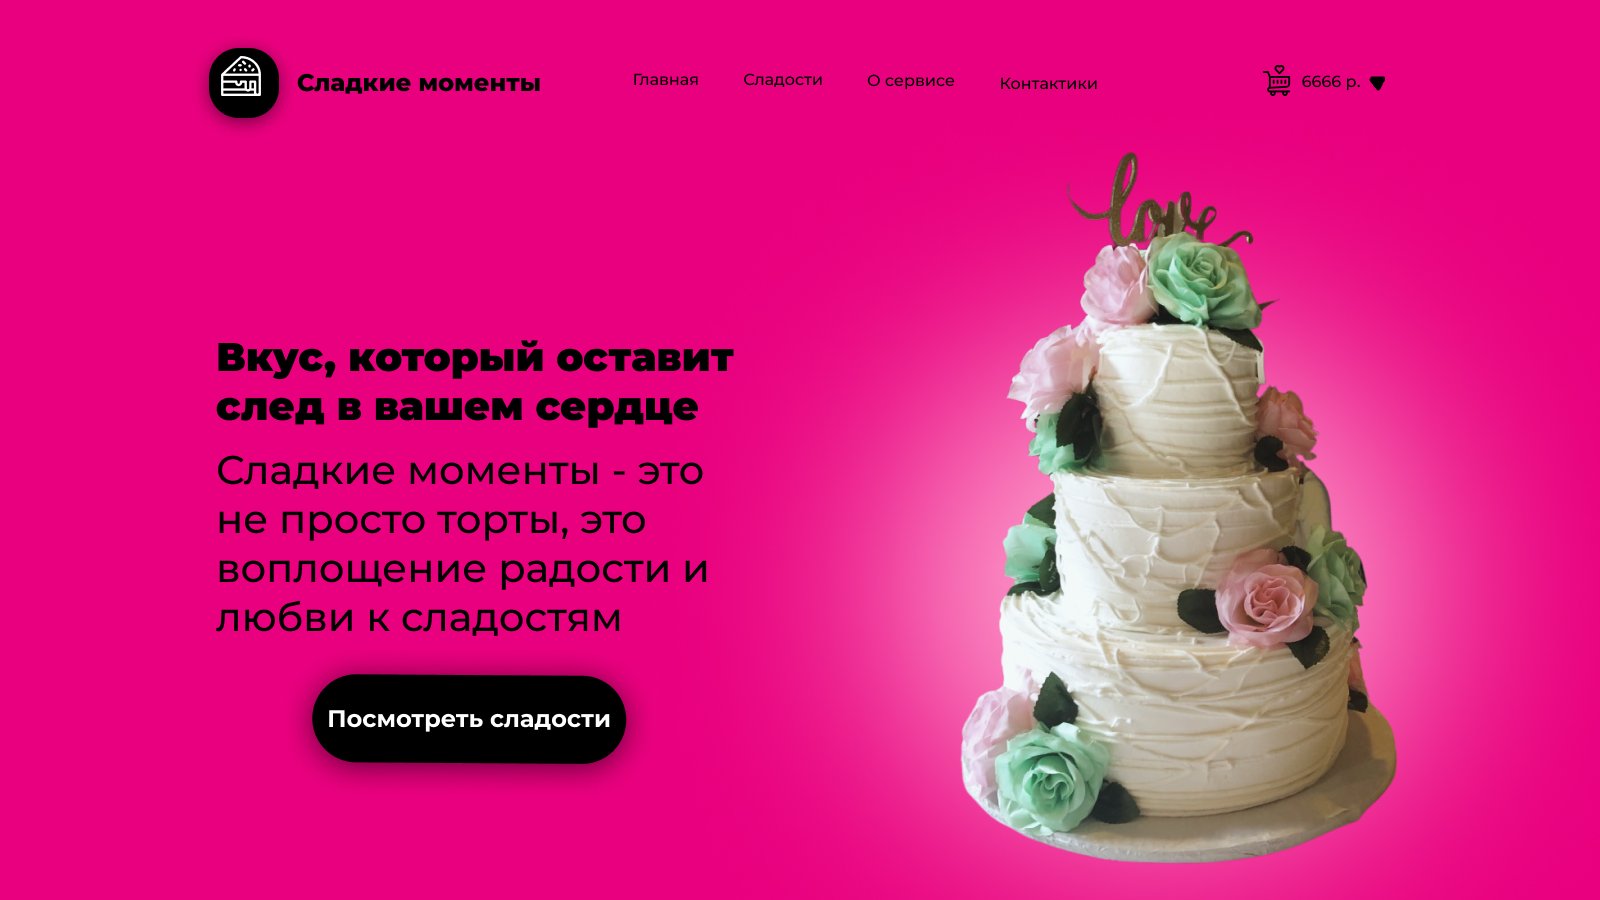 Сладкие моменты
Главная
Сладости
О сервисе
Контактики
6666 р.
love
Вкус, который оставит
след в вашем сердце
Сладкие моменты - это
не просто торты, это
воплощение радости и
любви к сладостям
Посмотреть сладости